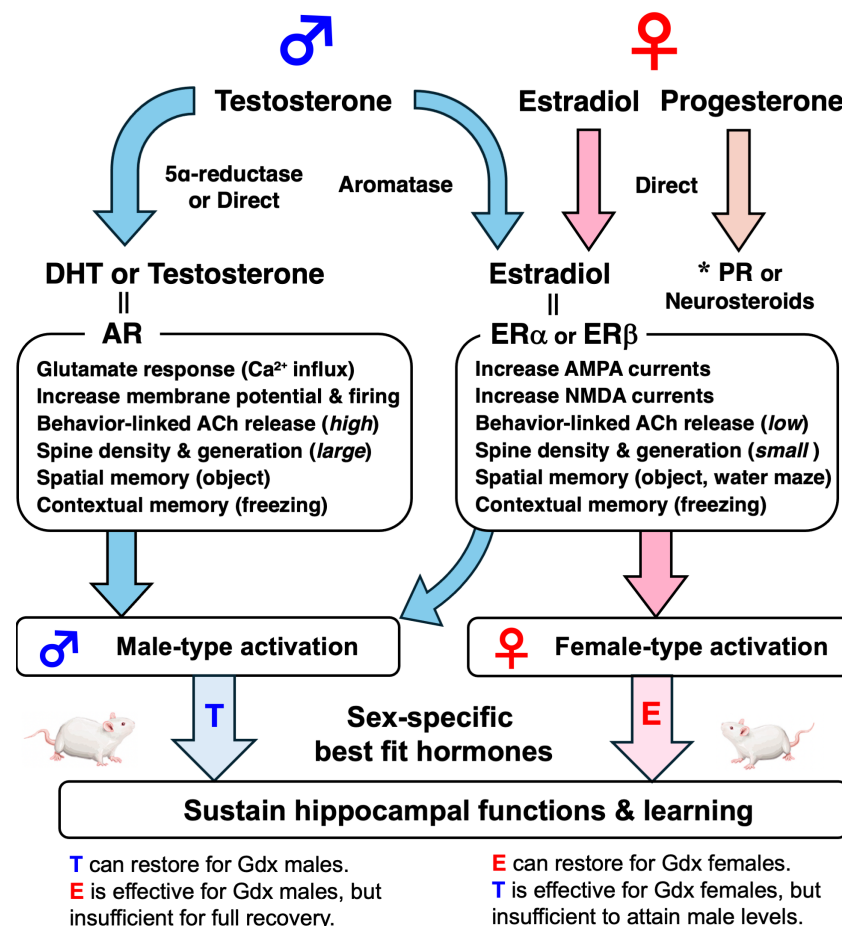 ♂
♀
Testosterone
Estradiol
Progesterone
5α-reductase
or Direct
Aromatase
Direct
DHT or Testosterone
=
AR
Estradiol
=
ERα or ERβ
* PR or
Neurosteroids
Glutamate response (Ca²⁺ influx)
Increase membrane potential & firing
Behavior-linked ACh release (high)
Spine density & generation (large)
Spatial memory (object)
Contextual memory (freezing)
Increase AMPA currents
Increase NMDA currents
Behavior-linked ACh release (low)
Spine density & generation (small )
Spatial memory (object, water maze)
Contextual memory (freezing)
♂ Male-type activation
♀ Female-type activation
T
Sex-specific
best fit hormones
E
Sustain hippocampal functions & learning
T can restore for Gdx males.
E is effective for Gdx males, but
insufficient for full recovery.
E can restore for Gdx females.
T is effective for Gdx females, but
insufficient to attain male levels.